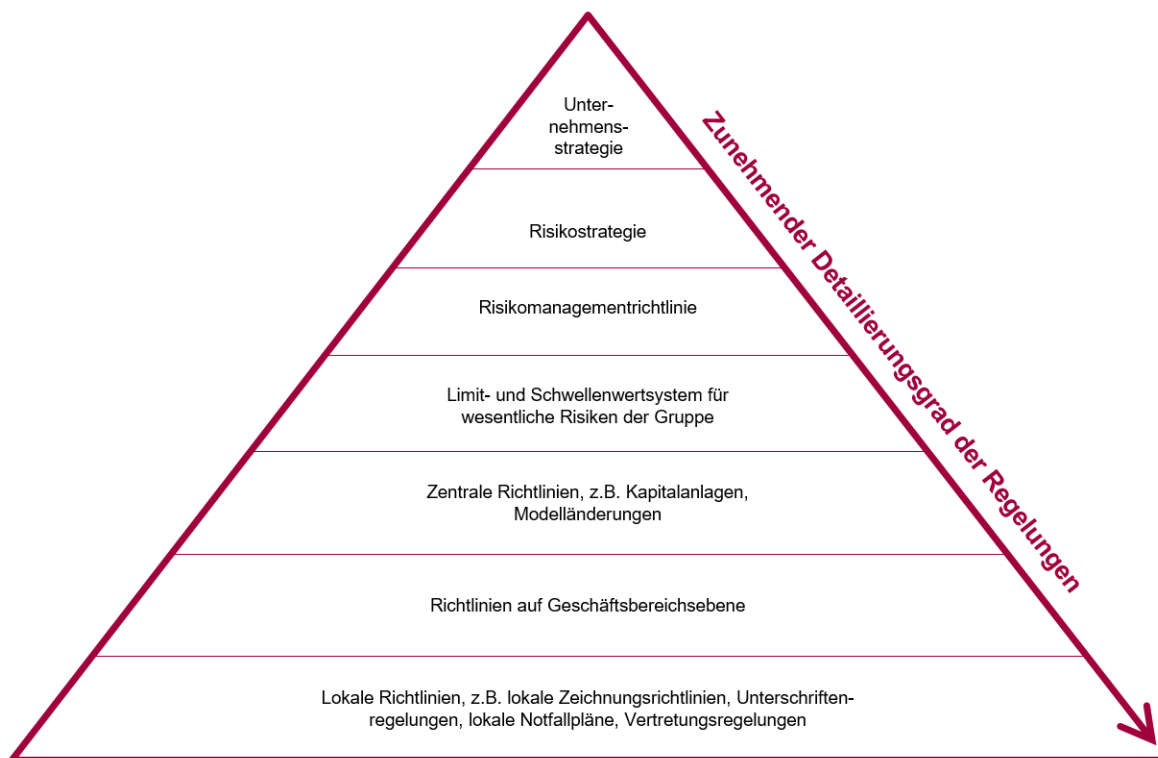 Unter-
nehmens-
strategie
Risikostrategie
Risikomanagementrichtlinie
Limit- und Schwellenwertsystem für
wesentliche Risiken der Gruppe
Zentrale Richtlinien, z.B. Kapitalanlagen,
Modelländerungen
Richtlinien auf Geschäftsbereichsebene
Lokale Richtlinien, z.B. lokale Zeichnungsrichtlinien, Unterschriften-
regelungen, lokale Notfallpläne, Vertretungsregelungen
Zunehmender Detaillierungsgrad der Regelungen